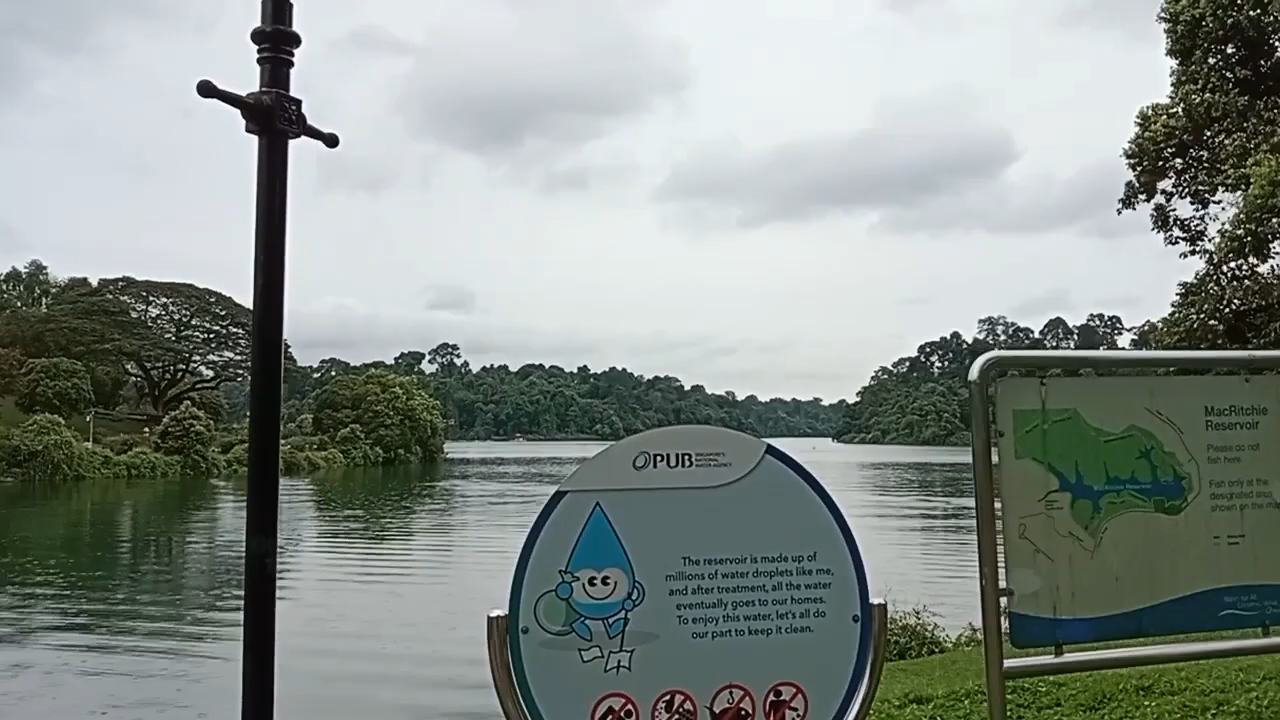 PUB SINGAPORE'S
NATIONAL
WATER AGENCY
The reservoir is made up of
millions of water droplets like me,
and after treatment, all the water
eventually goes to our homes.
To enjoy this water, let's all do
our part to keep it clean.
MacRitchie
Reservoir
Please do not
fish here.
Fish only at the
designated area
shown on the
MacRitchie Reservoir